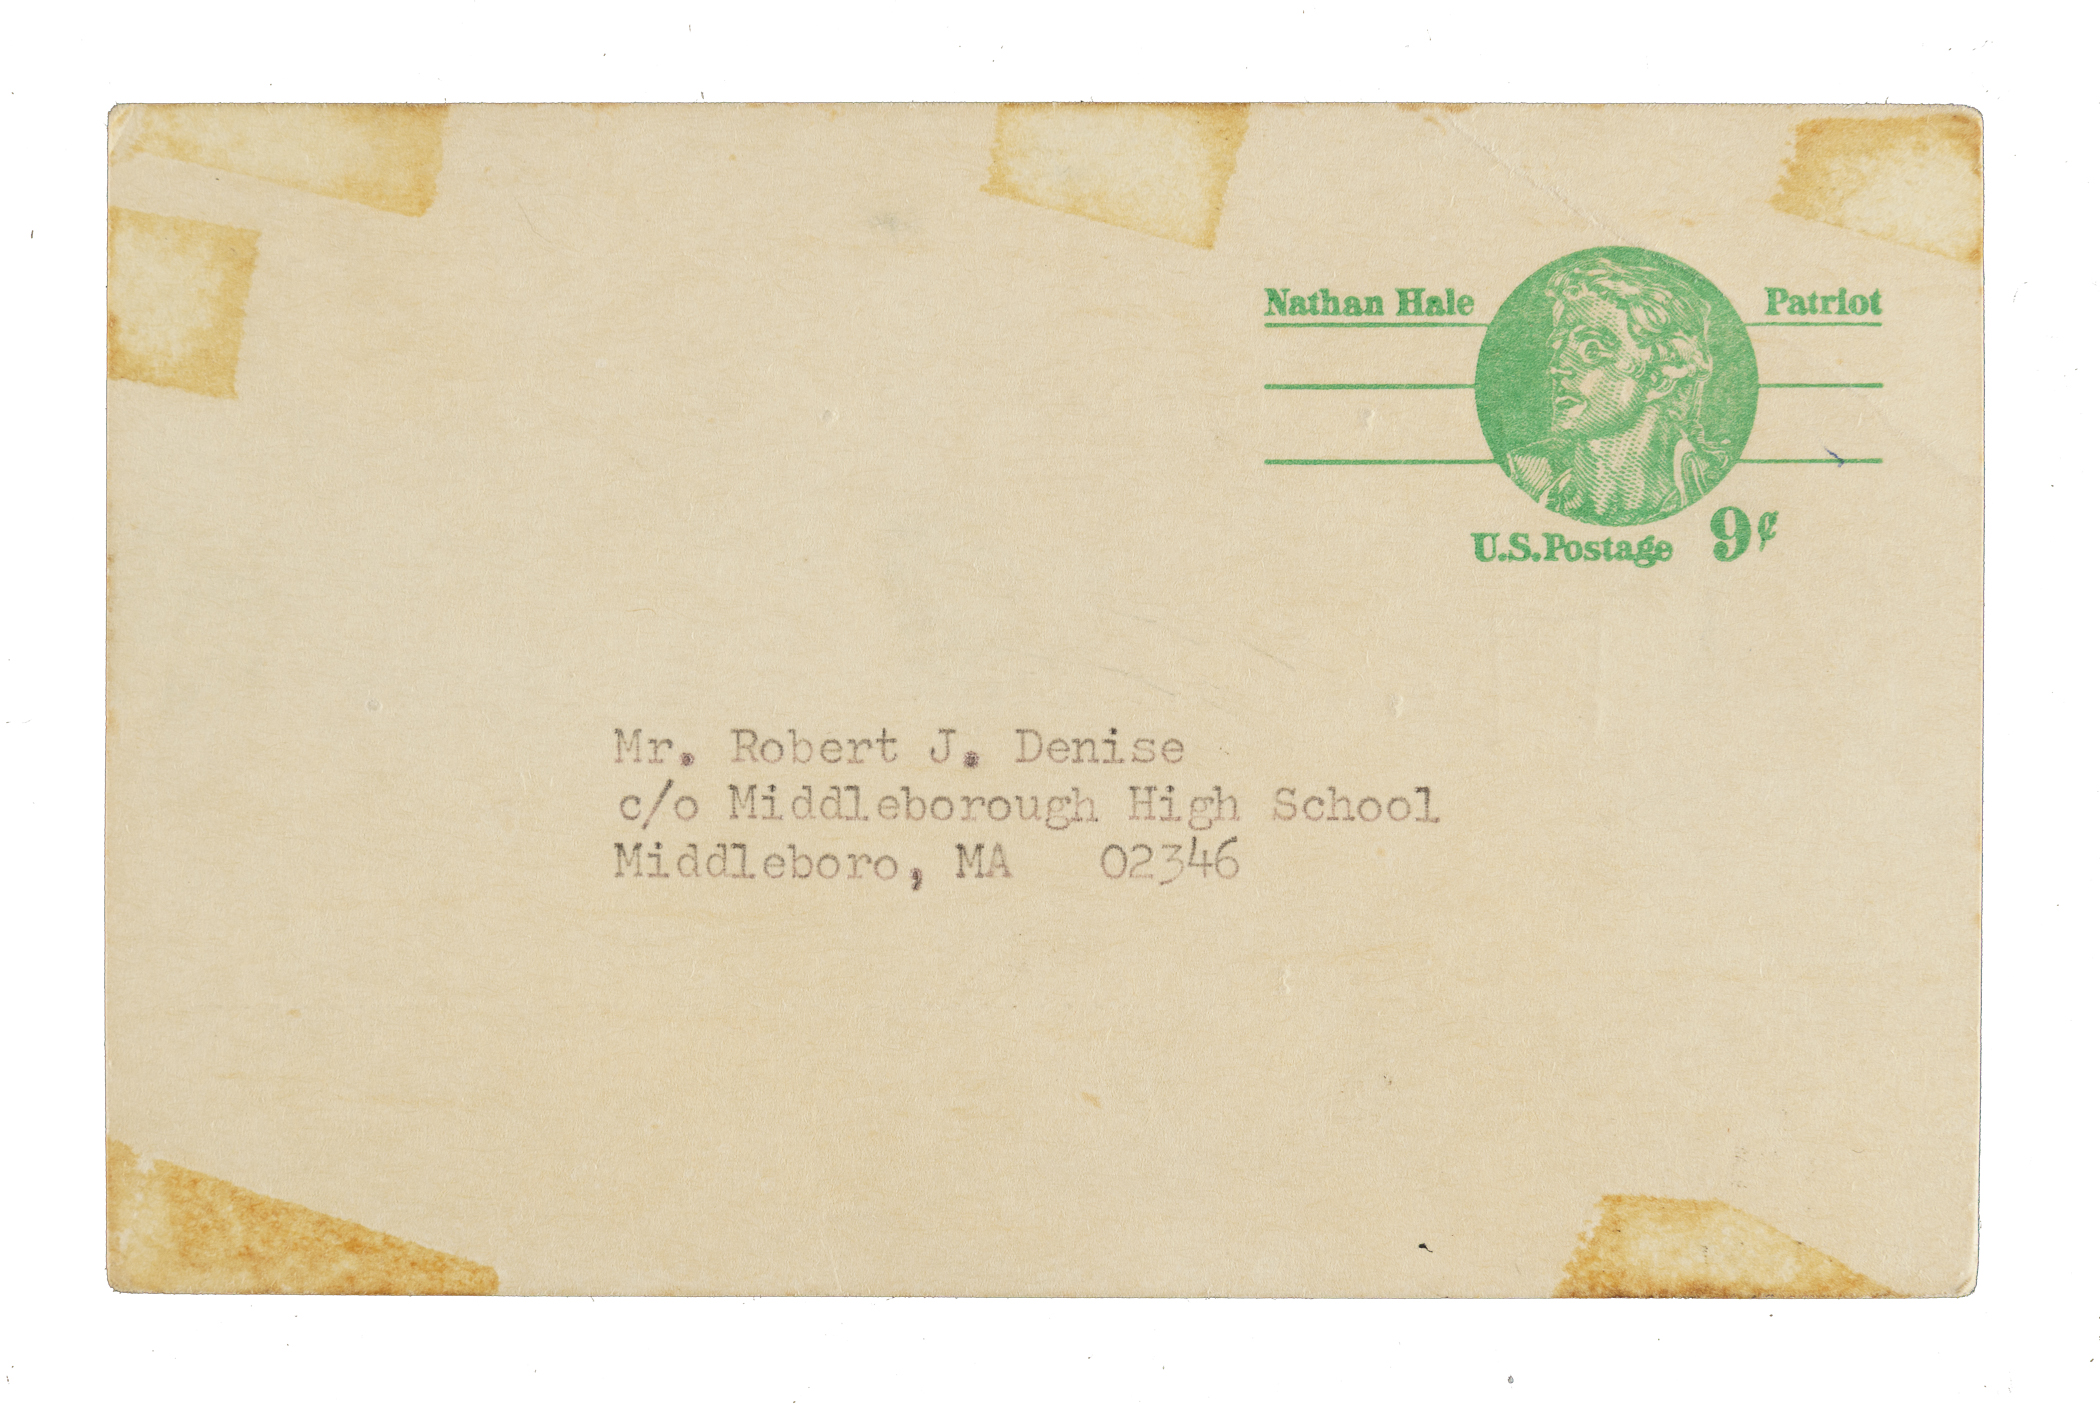 Nathan Hale Patriot
U.S. Postage 9¢
Mr. Robert J. Denise
c/o Middleborough High School
Middleboro, MA 02346